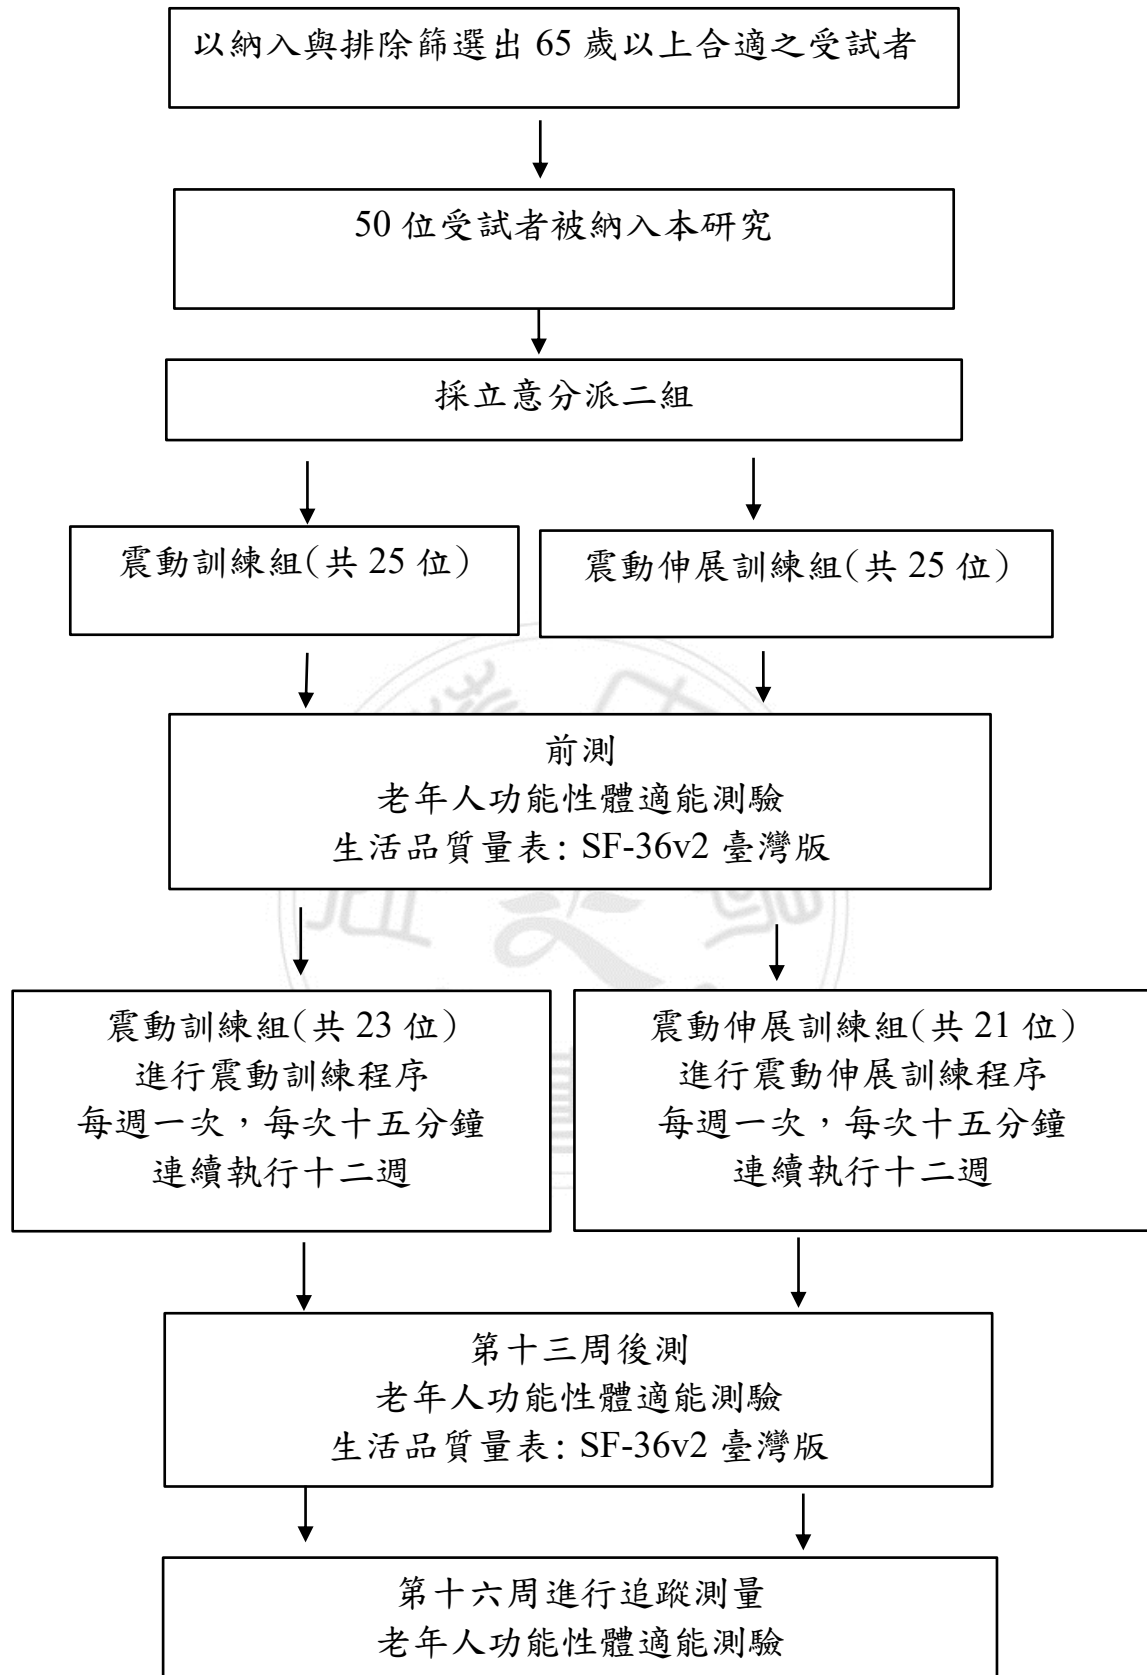 以納入與排除篩選出 65 歲以上合適之受試者
50 位受試者被納入本研究
採立意分派二組
震動訓練組(共 25 位)
震動伸展訓練組(共 25 位)
前測
老年人功能性體適能測驗
生活品質量表: SF-36v2 臺灣版
震動訓練組(共 23 位)
進行震動訓練程序
每週一次，每次十五分鐘
連續執行十二週
震動伸展訓練組(共 21 位)
進行震動伸展訓練程序
每週一次，每次十五分鐘
連續執行十二週
第十三周後測
老年人功能性體適能測驗
生活品質量表: SF-36v2 臺灣版
第十六周進行追蹤測量
老年人功能性體適能測驗